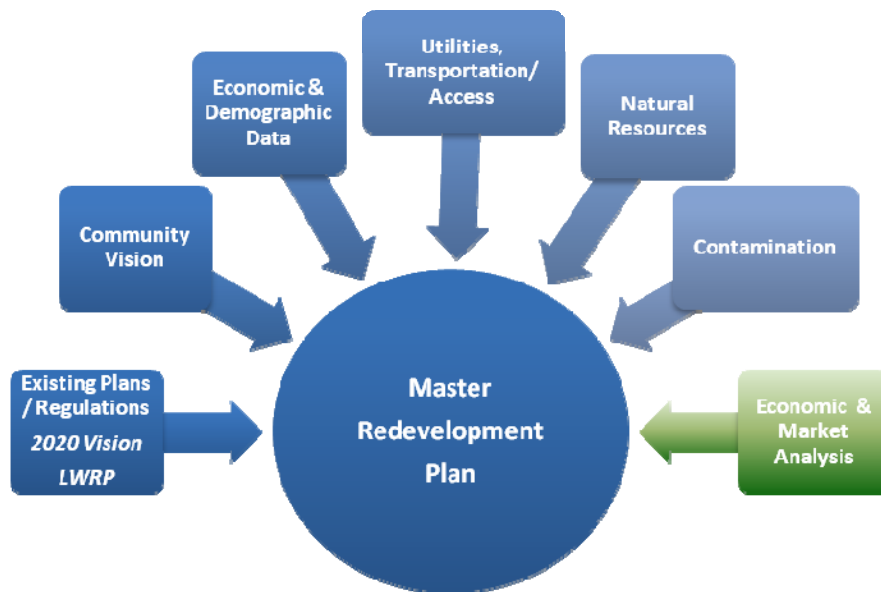 Utilities,
Transportation/
Access
Economic &
Demographic
Data
Natural
Resources
Community
Vision
Contamination
Existing Plans
/ Regulations
2020 Vision
LWRP
Master
Redevelopment
Plan
Economic &
Market
Analysis